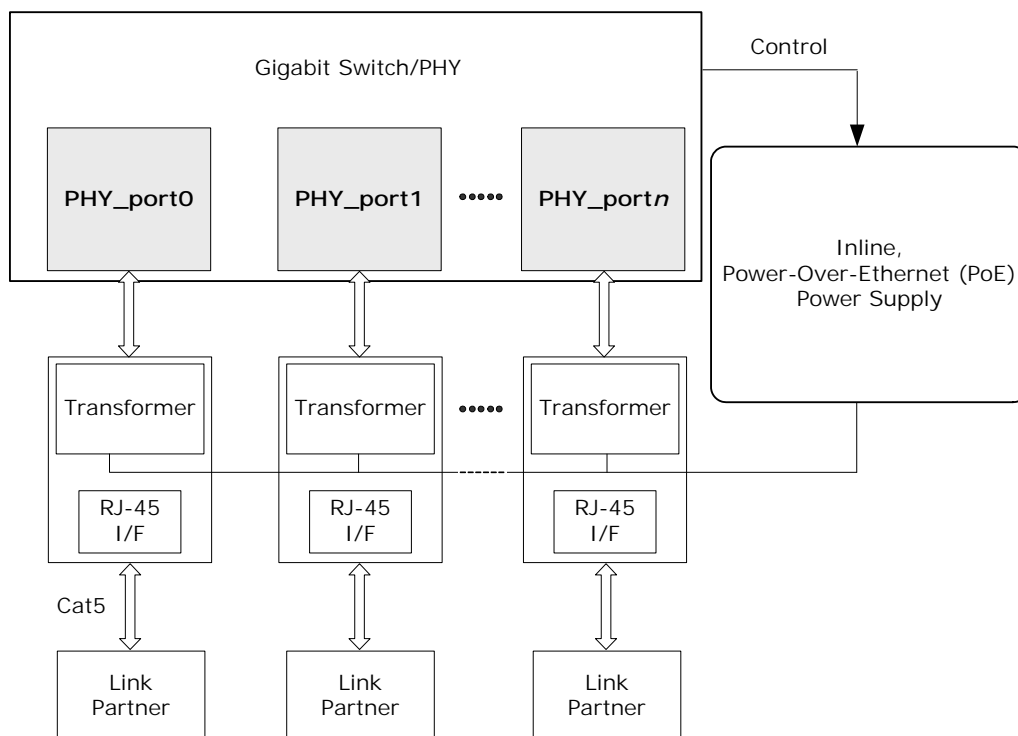 Control
Gigabit Switch/PHY
PHY_port0
PHY_port1
PHY_portn
Inline,
Power-Over-Ethernet (PoE)
Power Supply
Transformer
Transformer
Transformer
RJ-45
I/F
RJ-45
I/F
RJ-45
I/F
Cat5
Link
Partner
Link
Partner
Link
Partner